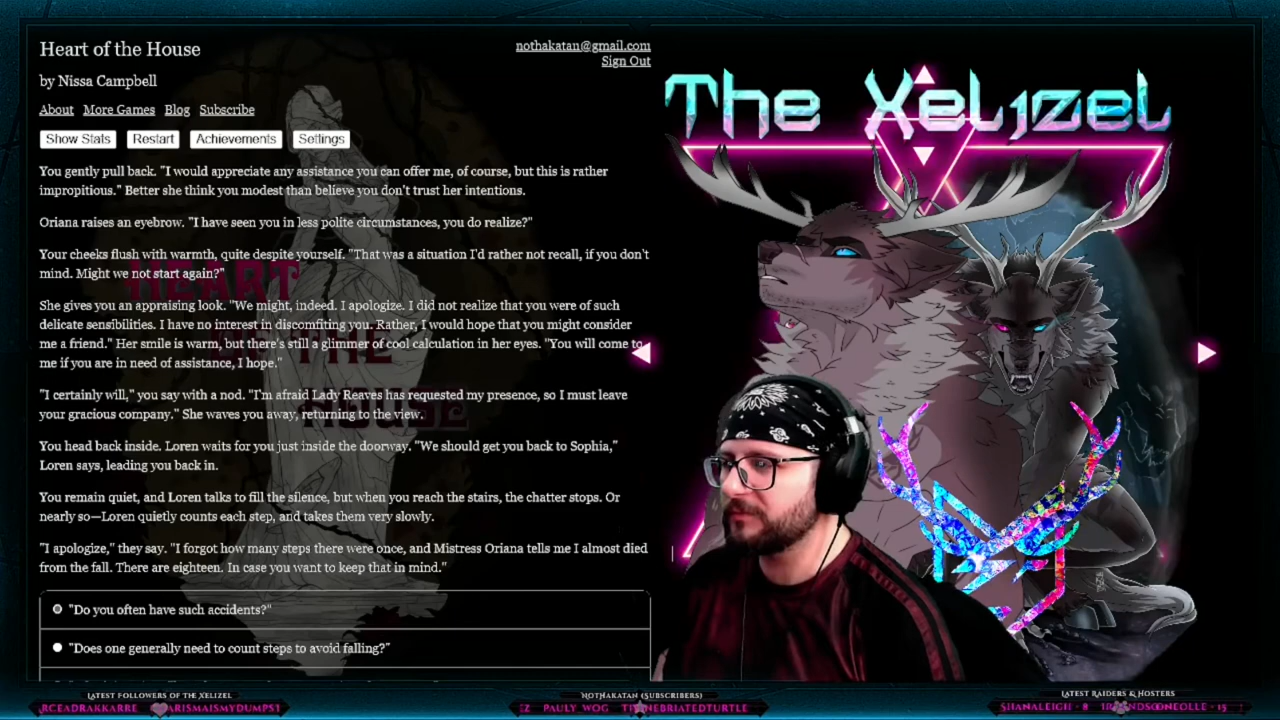 Heart of the House
nothakatan@gmail.com
Sign Out
by Nissa Campbell
About More Games Blog Subscribe
Show Stats Restart Achievements Settings
The Xelizel
You gently pull back. "I would appreciate any assistance you can offer me, of course, but this is rather
impropitious." Better she think you modest than believe you don't trust her intentions.
Oriana raises an eyebrow. "I have seen you in less polite circumstances, you do realize?"
Your cheeks flush with warmth, quite despite yourself. "That was a situation I'd rather not recall, if you don't
mind. Might we not start again?"
She gives you an appraising look. "We might, indeed. I apologize. I did not realize that you were of such
delicate sensibilities. I have no interest in discomfiting you. Rather, I would hope that you might consider
me a friend." Her smile is warm, but there's still a glimmer of cool calculation in her eyes. "You will come to
me if you are in need of assistance, I hope."
"I certainly will," you say with a nod. "I'm afraid Lady Reaves has requested my presence, so I must leave
your gracious company." She waves you away, returning to the view.
You head back inside. Loren waits for you just inside the doorway. "We should get you back to Sophia,"
Loren says, leading you back in.
You remain quiet, and Loren talks to fill the silence, but when you reach the stairs, the chatter stops. Or
nearly so—Loren quietly counts each step, and takes them very slowly.
"I apologize," they say. "I forgot how many steps there were once, and Mistress Oriana tells me I almost died
from the fall. There are eighteen. In case you want to keep that in mind."
"Do you often have such accidents?"
"Does one generally need to count steps to avoid falling?"
HEART
OF THE
HOUSE
Latest Followers of The Xelizel
RCEADRAKKARRE ARISMAISMYDUMPST
NotHakatan (Subscribers)
PAULY_WOG
Latest Raiders & Hosters
SHANALEIGH - 8